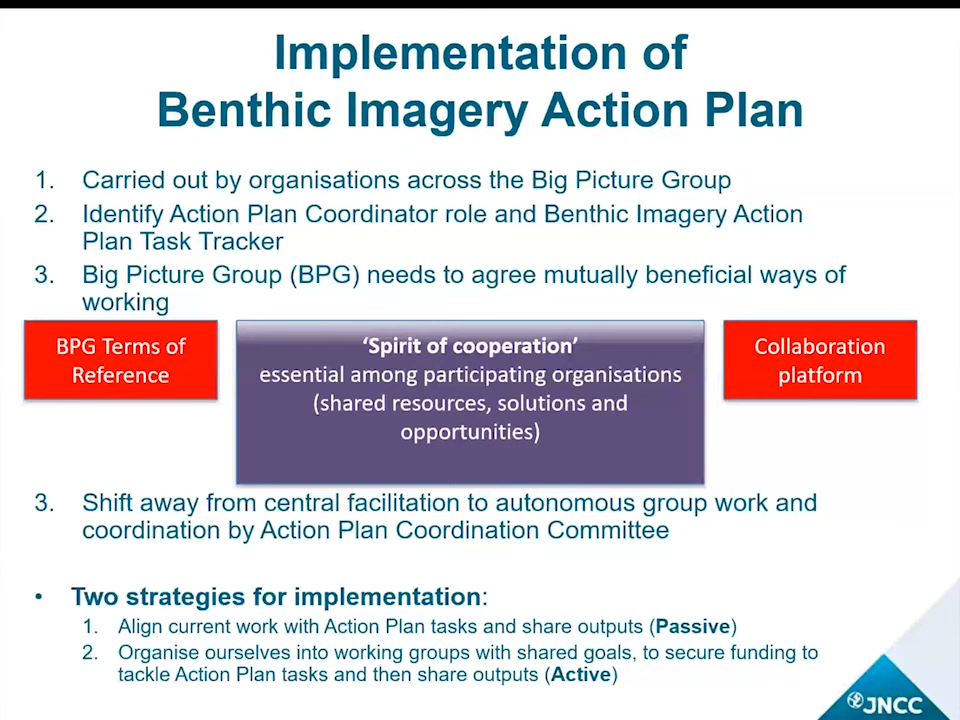 Implementation of
Benthic Imagery Action Plan
1. Carried out by organisations across the Big Picture Group
2. Identify Action Plan Coordinator role and Benthic Imagery Action
Plan Task Tracker
3. Big Picture Group (BPG) needs to agree mutually beneficial ways of
working
BPG Terms of
Reference
‘Spirit of cooperation’
essential among participating organisations
(shared resources, solutions and
opportunities)
Collaboration
platform
3. Shift away from central facilitation to autonomous group work and
coordination by Action Plan Coordination Committee
• Two strategies for implementation:
1. Align current work with Action Plan tasks and share outputs (Passive)
2. Organise ourselves into working groups with shared goals, to secure funding to
tackle Action Plan tasks and then share outputs (Active)
JNCC